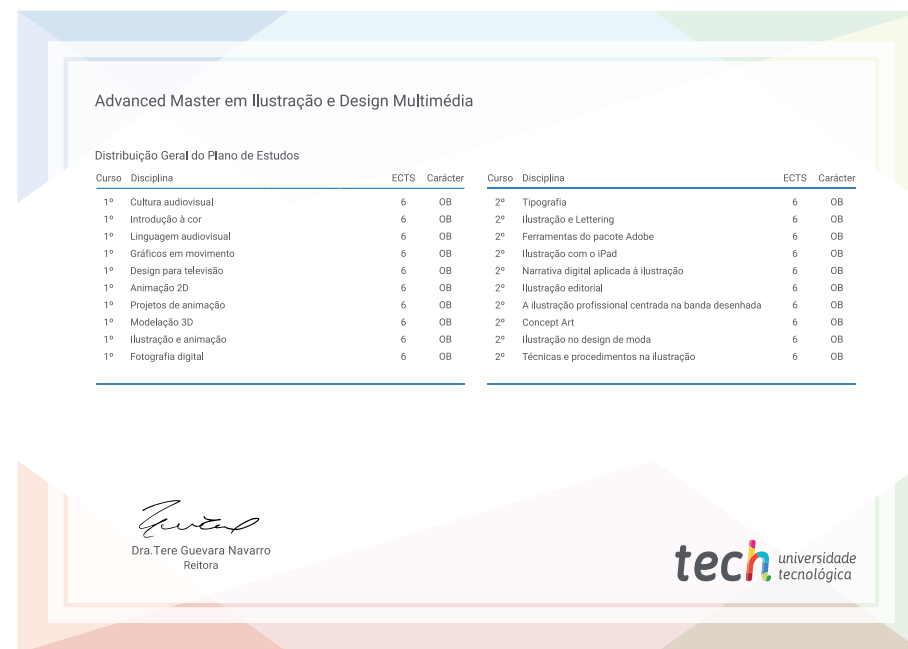 Advanced Master em Ilustração e Design Multimédia
Distribuição Geral do Plano de Estudos
Curso Disciplina ECTS Carácter
1º Cultura audiovisual 6 OB
1º Introdução à cor 6 OB
1º Linguagem audiovisual 6 OB
1º Gráficos em movimento 6 OB
1º Design para televisão 6 OB
1º Animação 2D 6 OB
1º Projetos de animação 6 OB
1º Modelação 3D 6 OB
1º Ilustração e animação 6 OB
1º Fotografia digital 6 OB
Curso Disciplina ECTS Carácter
2º Tipografia 6 OB
2º Ilustração e Lettering 6 OB
2º Ferramentas do pacote Adobe 6 OB
2º Ilustração com o iPad 6 OB
2º Narrativa digital aplicada à ilustração 6 OB
2º Ilustração editorial 6 OB
2º A ilustração profissional centrada na banda desenhada 6 OB
2º Concept Art 6 OB
2º Ilustração no design de moda 6 OB
2º Técnicas e procedimentos na ilustração 6 OB
Dra.Tere Guevara Navarro
Reitora
tech universidade
tecnológica